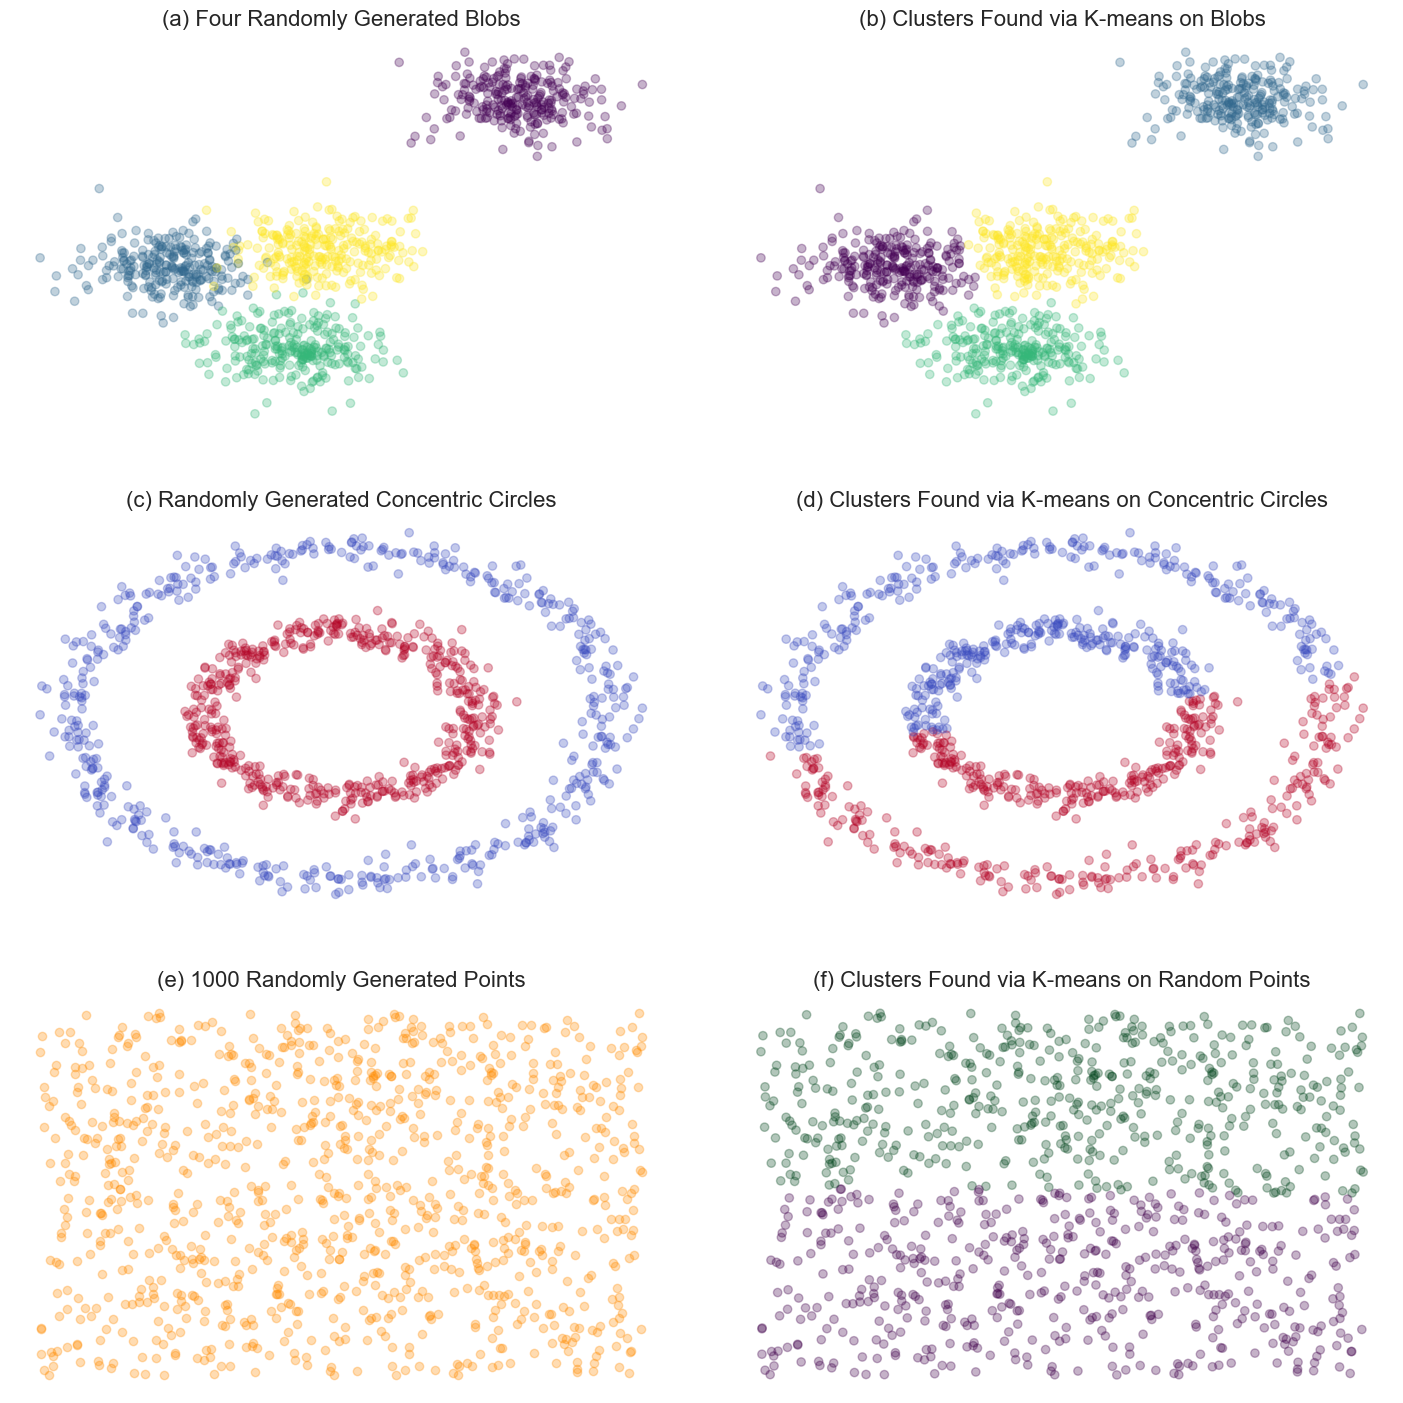 (a) Four Randomly Generated Blobs
(b) Clusters Found via K-means on Blobs
(c) Randomly Generated Concentric Circles
(d) Clusters Found via K-means on Concentric Circles
(e) 1000 Randomly Generated Points
(f) Clusters Found via K-means on Random Points